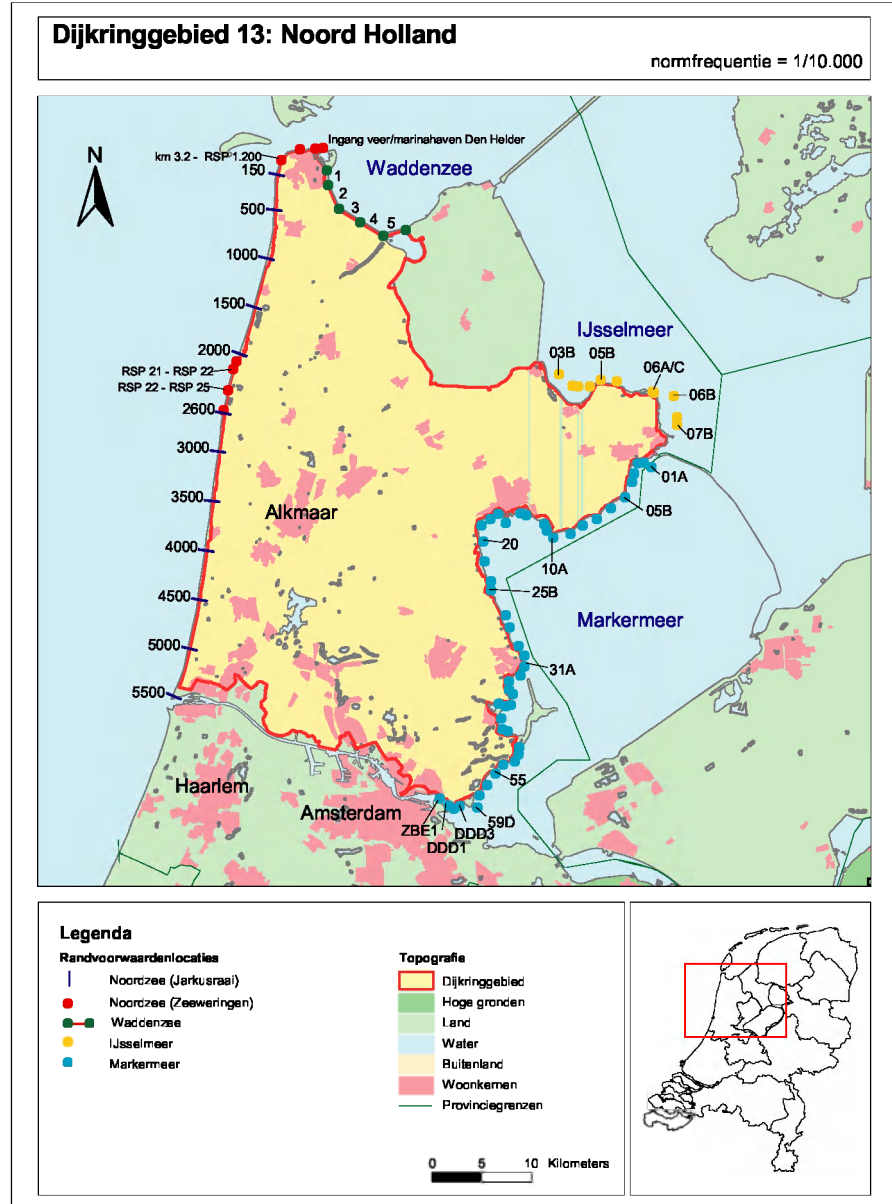 Dijkringgebied 13: Noord Holland
normfrequentie = 1/10.000
Ingang veer/marinahaven Den Helder
km 3.2 - RSP 1.200
N
Waddenzee
150
1
2
500
3
4
5
1000
1500
IJsselmeer
2000
03B
05B
RSP 21 - RSP 22
06A/C
RSP 22 - RSP 25
06B
2600
07B
3000
01A
3500
05B
Alkmaar
20
4000
10A
25B
4500
Markermeer
5000
31A
5500
55
Haarlem
Amsterdam
59D
ZBE1
DDD3
DDD1
Legenda
Randvoorwaardenlocaties
Noordzee (Jarkusraai)
Noordzee (Zeeweringen)
Waddenzee
IJsselmeer
Markermeer
Topografie
Dijkringgebied
Hoge gronden
Land
Water
Buitenland
Woonkernen
Provinciegrenzen
0 5 10 Kilometers